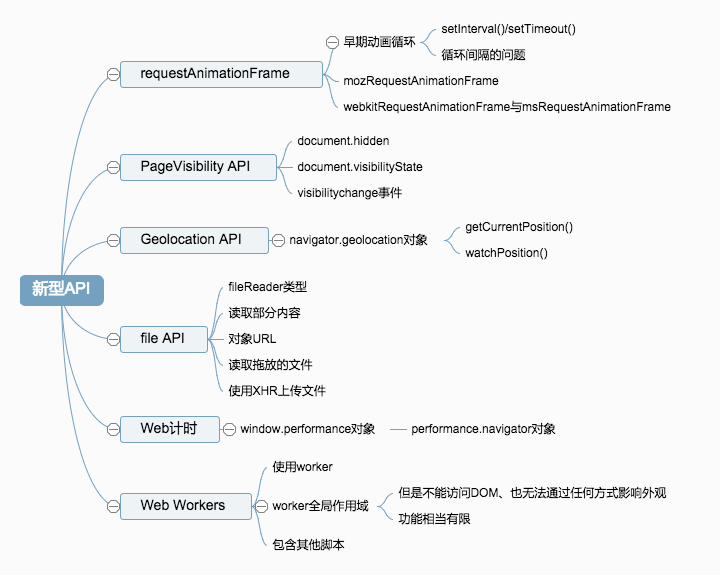 新型API
requestAnimationFrame
早期动画循环
setInterval()/setTimeout()
循环间隔的问题
mozRequestAnimationFrame
webkitRequestAnimationFrame与msRequestAnimationFrame
PageVisibility API
document.hidden
document.visibilityState
visibilitychange事件
Geolocation API
navigator.geolocation对象
getCurrentPosition()
watchPosition()
file API
fileReader类型
读取部分内容
对象URL
读取拖放的文件
使用XHR上传文件
Web计时
window.performance对象
performance.navigator对象
Web Workers
使用worker
worker全局作用域
但是不能访问DOM、也无法通过任何方式影响外观
功能相当有限
包含其他脚本